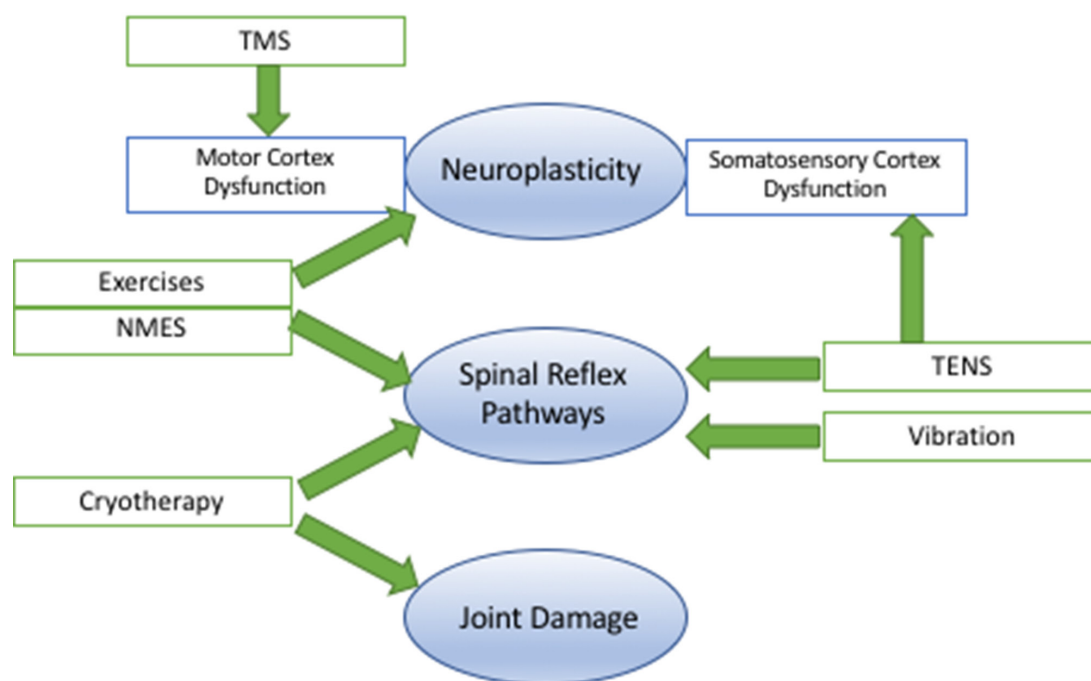 TMS
Motor Cortex
Dysfunction
Neuroplasticity
Somatosensory Cortex
Dysfunction
Exercises
NMES
Spinal Reflex
Pathways
TENS
Vibration
Cryotherapy
Joint Damage